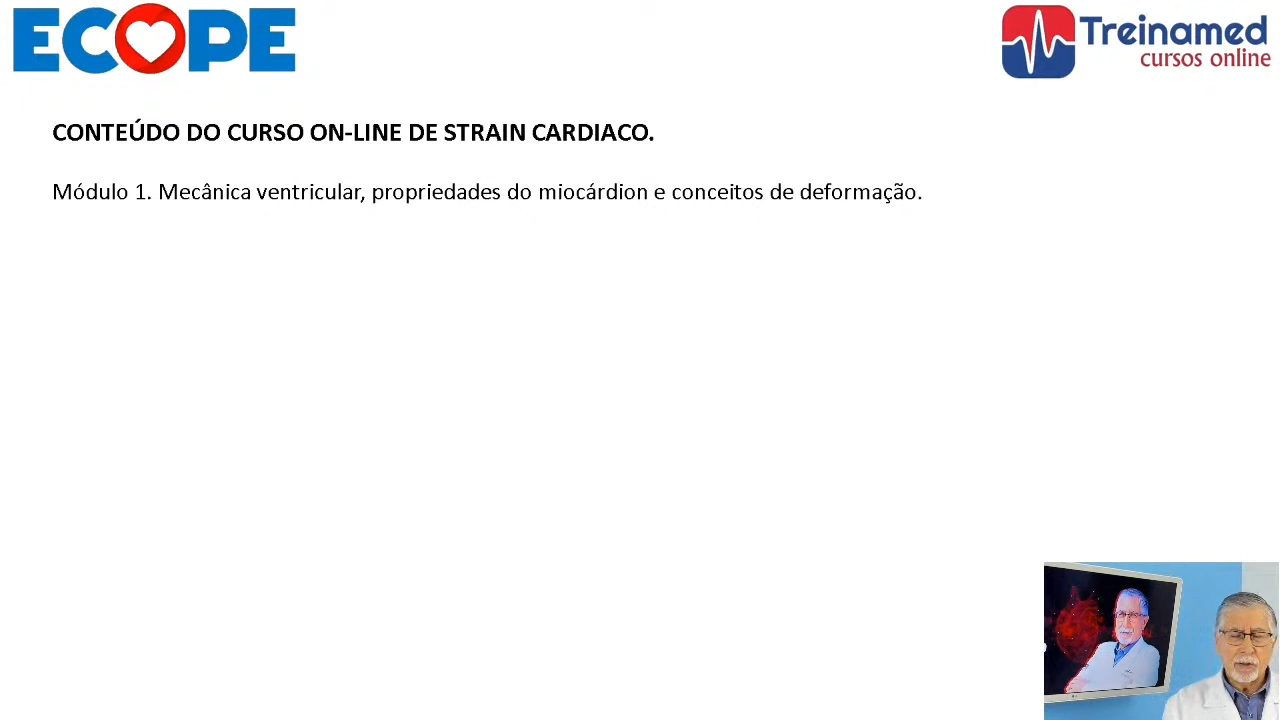 ECOPE
Treinamed
cursos online
CONTEÚDO DO CURSO ON-LINE DE STRAIN CARDIACO.
Módulo 1. Mecânica ventricular, propriedades do miocárdion e conceitos de deformação.